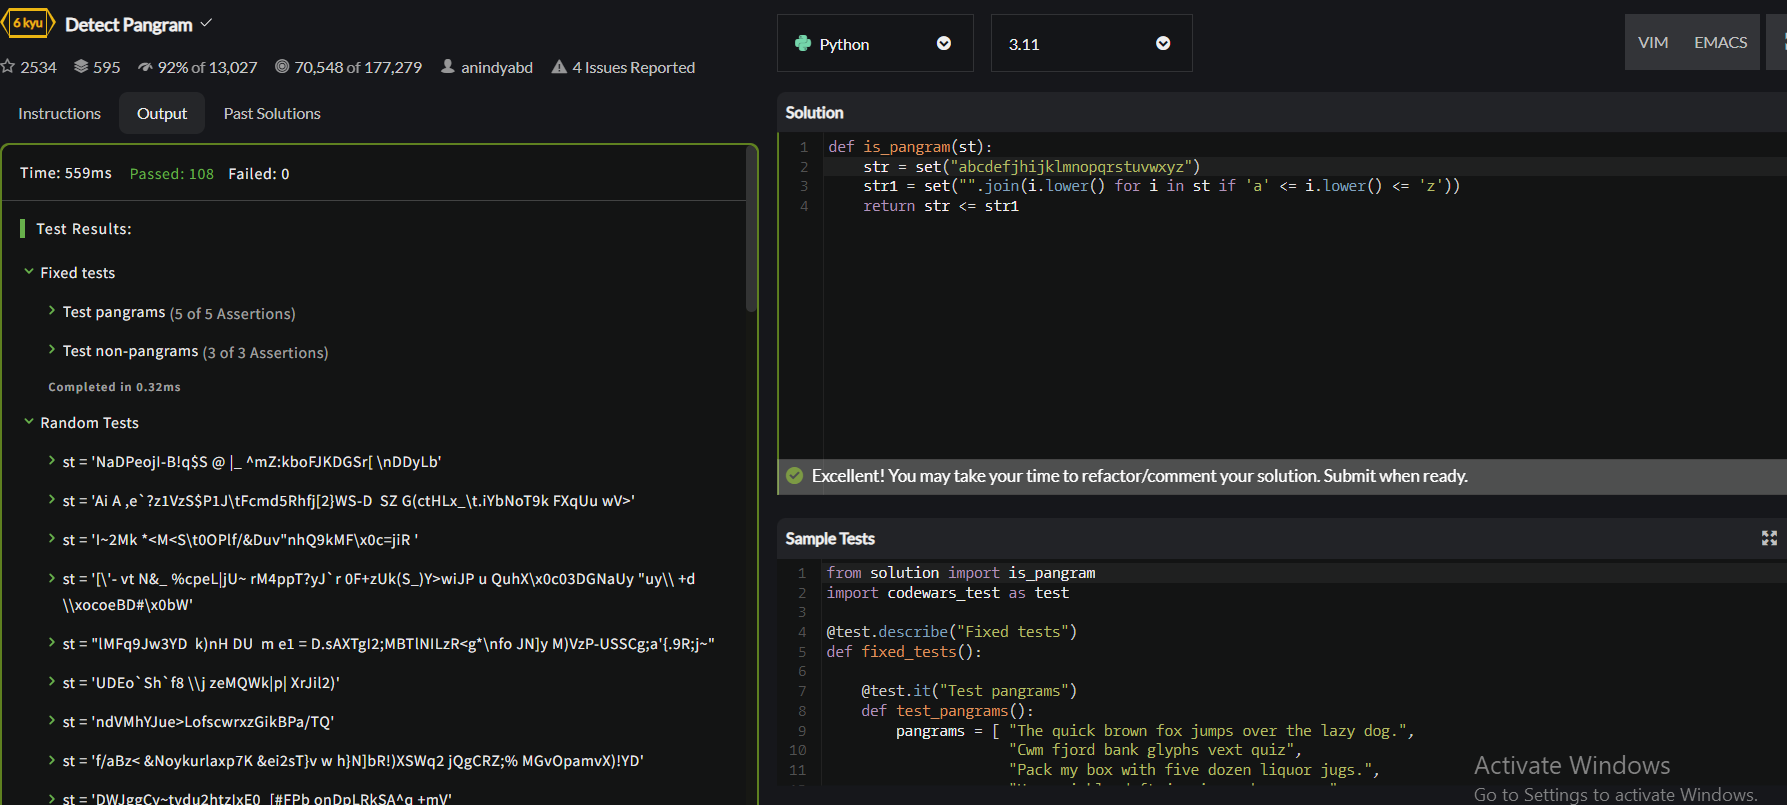 6 kyu Detect Pangram
2534 595 92% of 13,027 70,548 of 177,279 anindyabd 4 Issues Reported
Instructions Output Past Solutions
Time: 559ms Passed: 108 Failed: 0
Test Results:
Fixed tests
Test pangrams (5 of 5 Assertions)
Test non-pangrams (3 of 3 Assertions)
Completed in 0.32ms
Random Tests
st = 'NaDPeojI-B!q$S @ |_ ^mZ:kboFJKDGSr[ \nDDyLb'
st = 'Ai A ,e`?z1VzS$P1J\tFcmd5Rhfj[2}WS-D  SZ G(ctHLx_\t.iYbNoT9k FXqUu wV>'
st = 'I~2Mk *<M<S\t0OPlf/&Duv"nhQ9kMF\x0c=jiR '
st = '[\'- vt N&_ %cpeL|jU~ rM4ppT?yJ`r 0F+zUk(S_)Y>wiJP u QuhX\x0c03DGNaUy "uy\\ +d
\\xocoeBD#\x0bW'
st = "lMFq9Jw3YD  k)nH DU  m e1 = D.sAXTgI2;MBTlNILzR<g*\nfo JN]y M)VzP-USSCg;a'{.9R;j~"
st = 'UDEo`Sh`f8 \\j zeMQWk|p| XrJil2)'
st = 'ndVMhYJue>LofscwrxzGikBPa/TQ'
st = 'f/aBz< &Noykurlaxp7K &ei2sT}v w h}N]bR!)XSWq2 jQgCRZ;% MGvOpamvX)!YD'
st = 'DWJggCy~tydu2htzIxE0_[#FPb onDpLRkSA^q +mV'
Python 3.11 VIM EMACS
Solution
1 def is_pangram(st):
2 str = set("abcdefjhijklmnopqrstuvwxyz")
3 str1 = set("".join(i.lower() for i in st if 'a' <= i.lower() <= 'z'))
4 return str <= str1
Excellent! You may take your time to refactor/comment your solution. Submit when ready.
Sample Tests
1 from solution import is_pangram
2 import codewars_test as test
3
4 @test.describe("Fixed tests")
5 def fixed_tests():
6
7 @test.it("Test pangrams")
8 def test_pangrams():
9 pangrams = [ "The quick brown fox jumps over the lazy dog.",
10 "Cwm fjord bank glyphs vext quiz",
11 "Pack my box with five dozen liquor jugs.",
Activate Windows
Go to Settings to activate Windows.